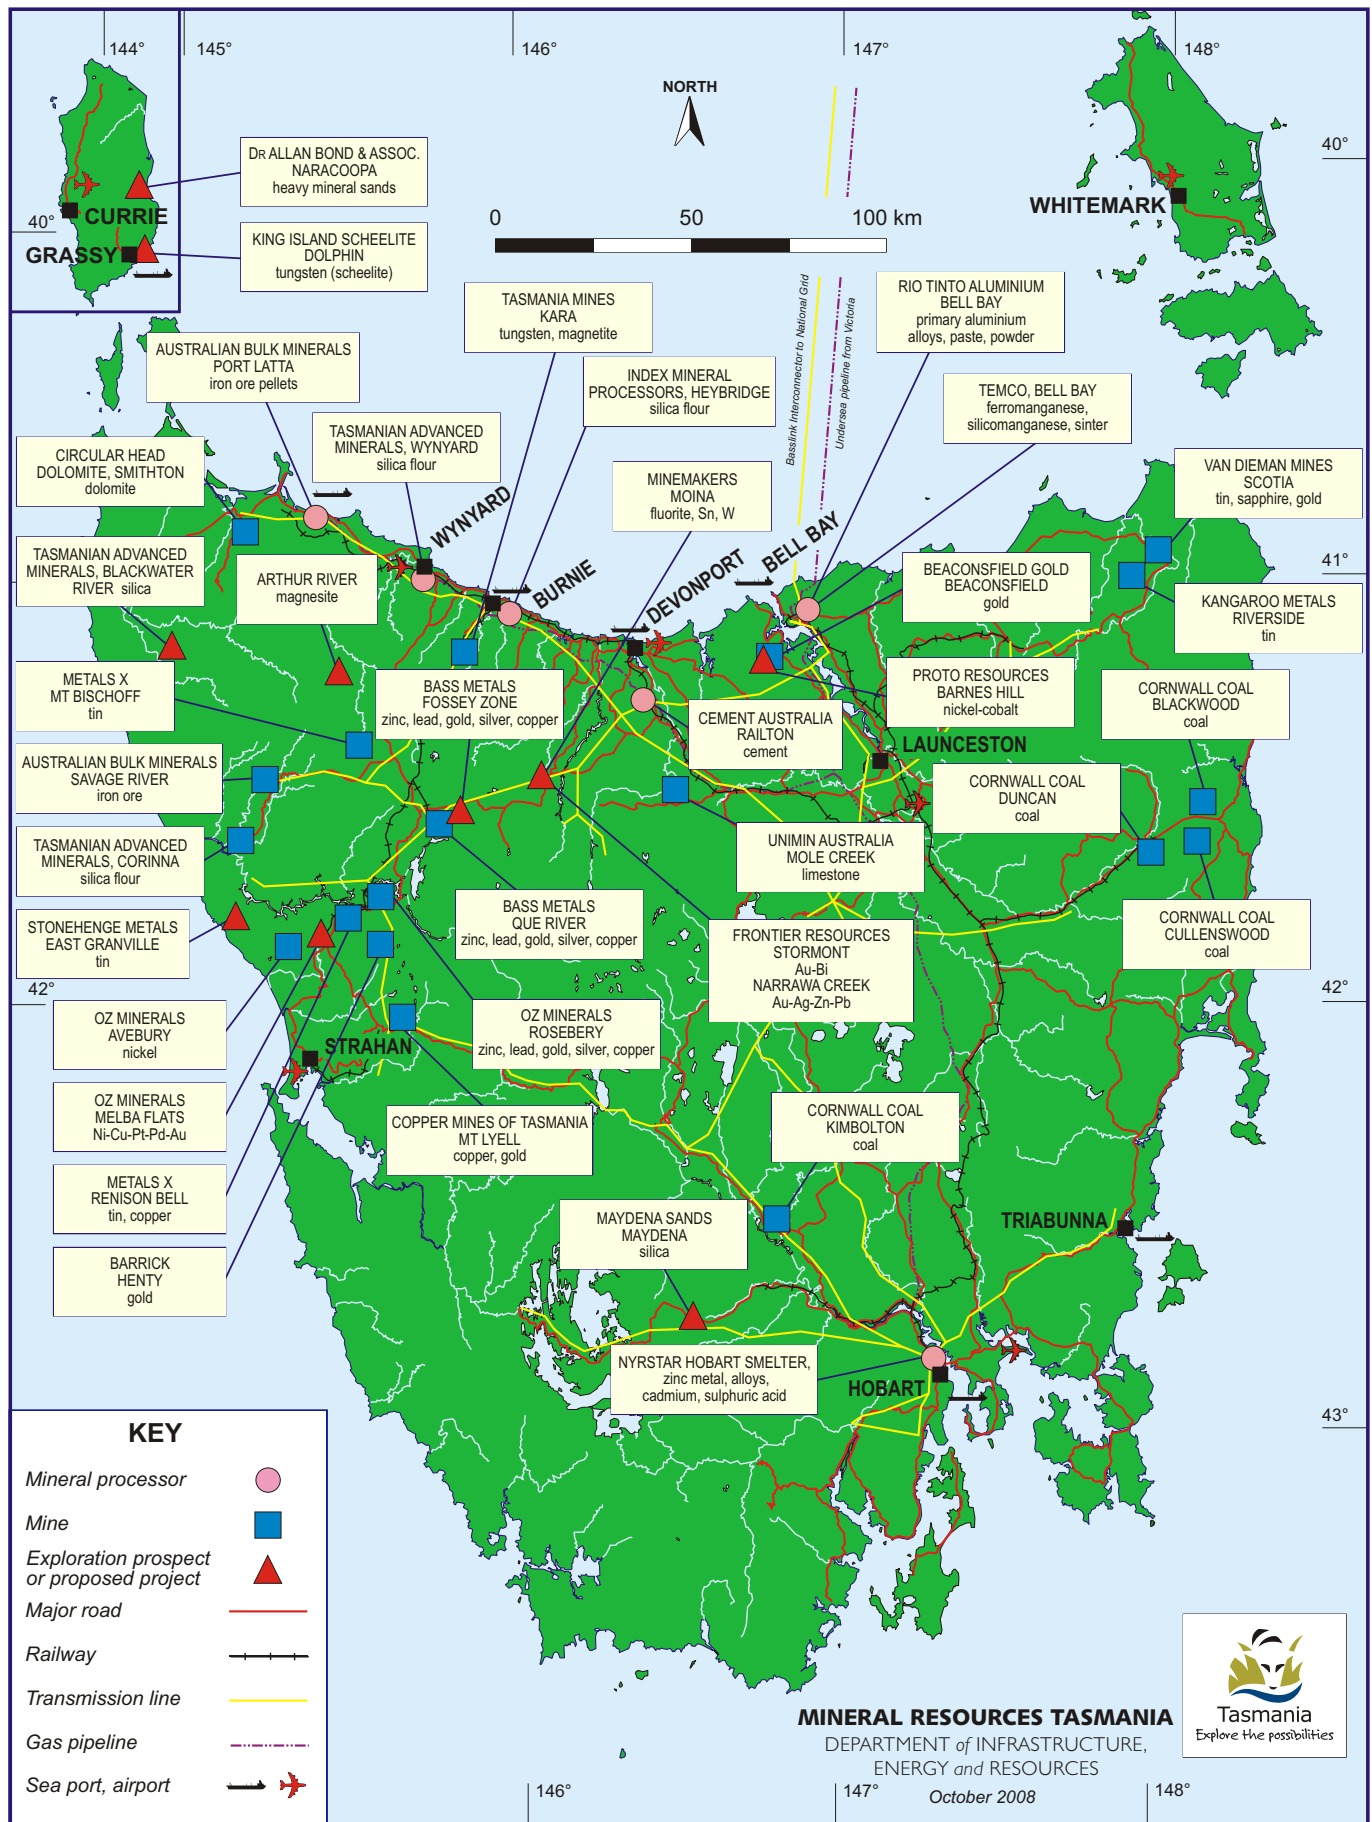 144°
145°
146°
147°
148°
NORTH
40°
DR ALLAN BOND & ASSOC.
NARACOOPA
heavy mineral sands
CURRIE
40°
GRASSY
KING ISLAND SCHEELITE
DOLPHIN
tungsten (scheelite)
0 50 100 km
WHITEMARK
TASMANIA MINES
KARA
tungsten, magnetite
RIO TINTO ALUMINIUM
BELL BAY
primary aluminium
alloys, paste, powder
Basslink Interconnector to National Grid
Undersea pipeline from Victoria
AUSTRALIAN BULK MINERALS
PORT LATTA
iron ore pellets
INDEX MINERAL
PROCESSORS, HEYBRIDGE
silica flour
TEMCO, BELL BAY
ferromanganese,
silicomanganese, sinter
TASMANIAN ADVANCED
MINERALS, WYNYARD
silica flour
CIRCULAR HEAD
DOLOMITE, SMITHTON
dolomite
MINEMAKERS
MOINA
fluorite, Sn, W
VAN DIEMAN MINES
SCOTIA
tin, sapphire, gold
WYNYARD
BURNIE
DEVONPORT
BELL BAY
TASMANIAN ADVANCED
MINERALS, BLACKWATER
RIVER silica
ARTHUR RIVER
magnesite
BEACONSFIELD GOLD
BEACONSFIELD
gold
41°
41°
KANGAROO METALS
RIVERSIDE
tin
METALS X
MT BISCHOFF
tin
BASS METALS
FOSSEY ZONE
zinc, lead, gold, silver, copper
PROTO RESOURCES
BARNES HILL
nickel-cobalt
CORNWALL COAL
BLACKWOOD
coal
CEMENT AUSTRALIA
RAILTON
cement
LAUNCESTON
AUSTRALIAN BULK MINERALS
SAVAGE RIVER
iron ore
CORNWALL COAL
DUNCAN
coal
TASMANIAN ADVANCED
MINERALS, CORINNA
silica flour
UNIMIN AUSTRALIA
MOLE CREEK
limestone
STONEHENGE METALS
EAST GRANVILLE
tin
BASS METALS
QUE RIVER
zinc, lead, gold, silver, copper
FRONTIER RESOURCES
STORMONT
Au-Bi
NARRAWA CREEK
Au-Ag-Zn-Pb
CORNWALL COAL
CULLENSWOOD
coal
42°
42°
OZ MINERALS
AVEBURY
nickel
STRAHAN
OZ MINERALS
ROSEBERY
zinc, lead, gold, silver, copper
OZ MINERALS
MELBA FLATS
Ni-Cu-Pt-Pd-Au
COPPER MINES OF TASMANIA
MT LYELL
copper, gold
CORNWALL COAL
KIMBOLTON
coal
METALS X
RENISON BELL
tin, copper
MAYDENA SANDS
MAYDENA
silica
TRIABUNNA
BARRICK
HENTY
gold
NYRSTAR HOBART SMELTER,
zinc metal, alloys,
cadmium, sulphuric acid
HOBART
43°
KEY
Mineral processor
Mine
Exploration prospect
or proposed project
Major road
Railway
Transmission line
Gas pipeline
Sea port, airport
MINERAL RESOURCES TASMANIA
DEPARTMENT of INFRASTRUCTURE,
ENERGY and RESOURCES
October 2008
Tasmania
Explore the possibilities
146°
147°
148°